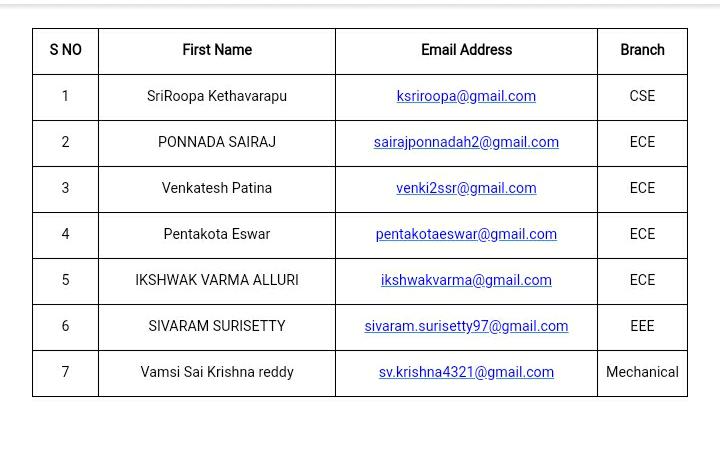 S NO First Name Email Address Branch
1 SriRoopa Kethavarapu ksriroopa@gmail.com CSE
2 PONNADA SAIRAJ sairajponnadah2@gmail.com ECE
3 Venkatesh Patina venki2ssr@gmail.com ECE
4 Pentakota Eswar pentakotaeswar@gmail.com ECE
5 IKSHWAK VARMA ALLURI ikshwakvarma@gmail.com ECE
6 SIVARAM SURISETTY sivaram.surisetty97@gmail.com EEE
7 Vamsi Sai Krishna reddy sv.krishna4321@gmail.com Mechanical